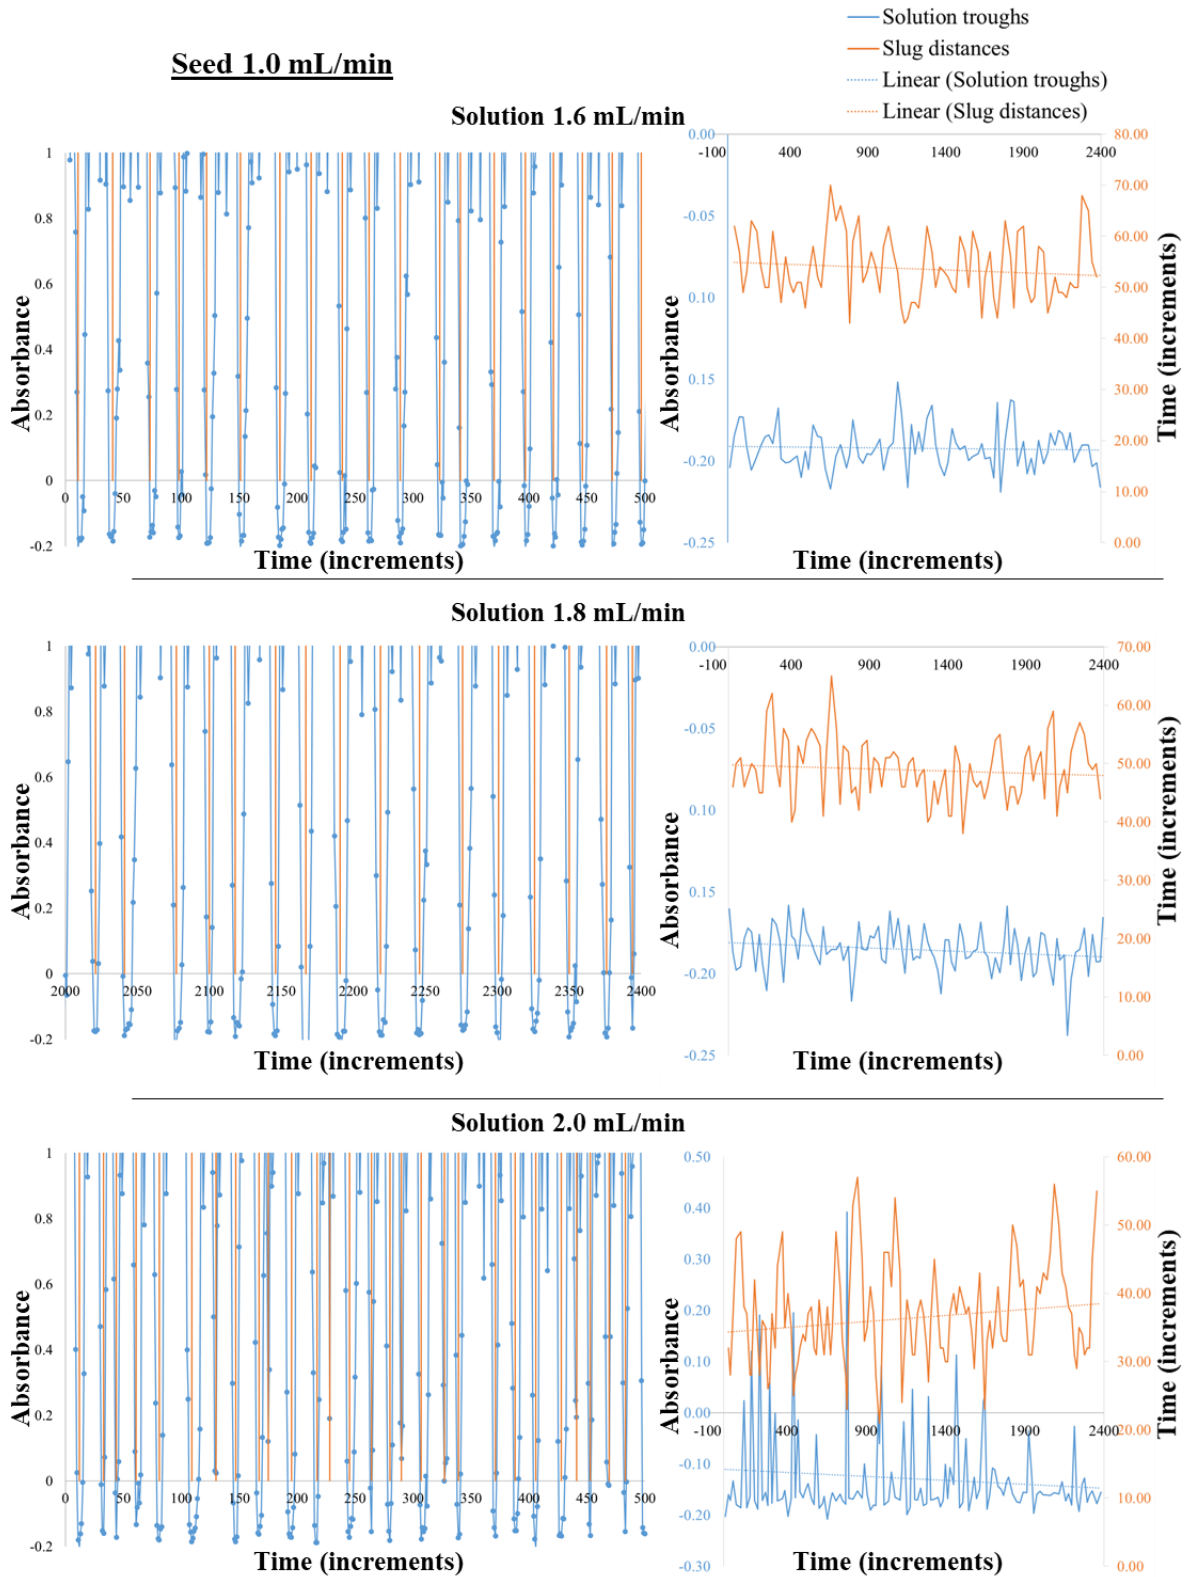 Solution troughs
Slug distances
Linear (Solution troughs)
Linear (Slug distances)
Seed 1.0 mL/min
Solution 1.6 mL/min
Absorbance
1
0.8
0.6
0.4
0.2
0
-0.2
0 50 100 150 200 250 300 350 400 450 500
Time (increments)
Absorbance
0.00
-0.05
0.10
0.15
-0.20
-0.25
-100 400 900 1400 1900 2400
80.00
70.00
60.00
50.00
40.00
30.00
20.00
10.00
0.00
Time (increments)
Time (increments)
Solution 1.8 mL/min
Absorbance
1
0.8
0.6
0.4
0.2
0
-0.2
2000 2050 2100 2150 2200 2250 2300 2350 2400
Time (increments)
Absorbance
0.00
-0.05
0.10
0.15
-0.20
-0.25
-100 400 900 1400 1900 2400
70.00
60.00
50.00
40.00
30.00
20.00
10.00
0.00
Time (increments)
Time (increments)
Solution 2.0 mL/min
Absorbance
1
0.8
0.6
0.4
0.2
0
-0.2
0 50 100 150 200 250 300 350 400 450 500
Time (increments)
Absorbance
0.50
0.40
0.30
0.20
0.10
0.00
-0.10
-0.20
-0.30
-100 400 900 1400 1900 2400
60.00
50.00
40.00
30.00
20.00
10.00
0.00
Time (increments)
Time (increments)